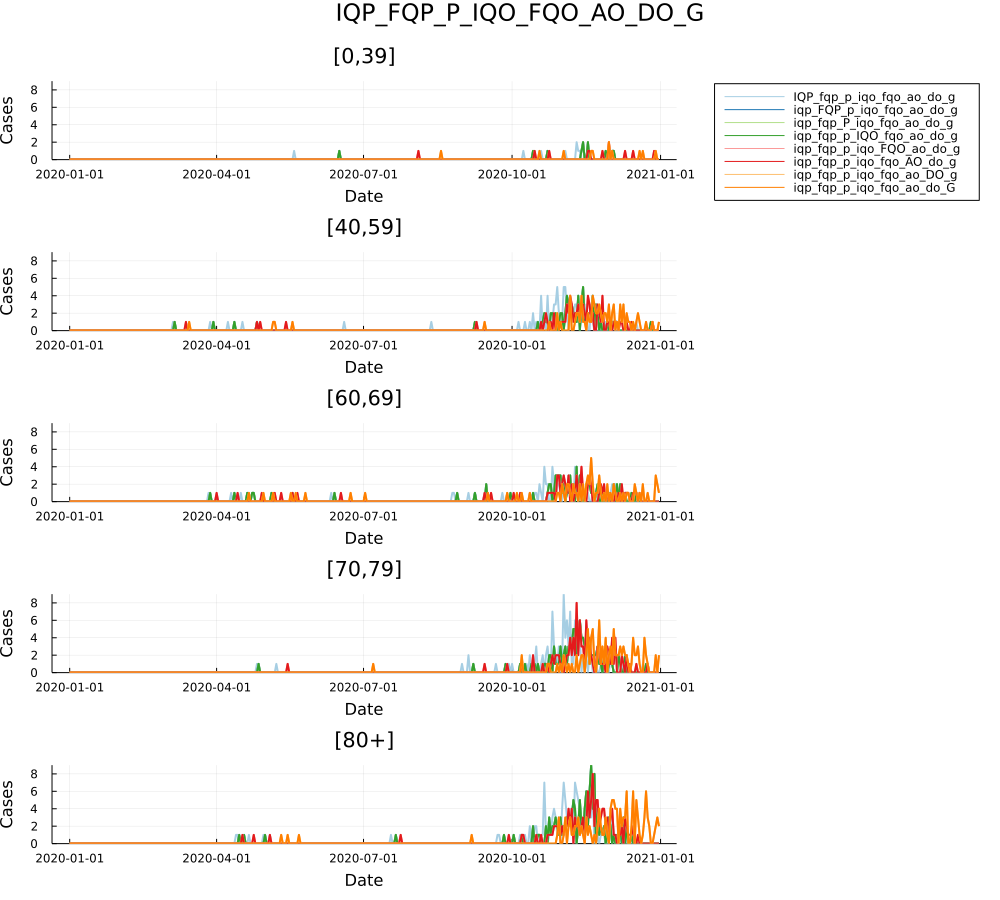 IQP_FQP_P_IQO_FQO_AO_DO_G
[0,39]
8
6
4
2
0
Cases
2020-01-01 2020-04-01 2020-07-01 2020-10-01 2021-01-01
Date
IQP_fqp_p_iqo_fqo_ao_do_g
iqp_FQP_p_iqo_fqo_ao_do_g
iqp_fqp_P_iqo_fqo_ao_do_g
iqp_fqp_p_IQO_fqo_ao_do_g
iqp_fqp_p_iqo_FQO_ao_do_g
iqp_fqp_p_iqo_fqo_AO_do_g
iqp_fqp_p_iqo_fqo_ao_DO_g
iqp_fqp_p_iqo_fqo_ao_do_G
[40,59]
8
6
4
2
0
Cases
2020-01-01 2020-04-01 2020-07-01 2020-10-01 2021-01-01
Date
[60,69]
8
6
4
2
0
Cases
2020-01-01 2020-04-01 2020-07-01 2020-10-01 2021-01-01
Date
[70,79]
8
6
4
2
0
Cases
2020-01-01 2020-04-01 2020-07-01 2020-10-01 2021-01-01
Date
[80+]
8
6
4
2
0
Cases
2020-01-01 2020-04-01 2020-07-01 2020-10-01 2021-01-01
Date